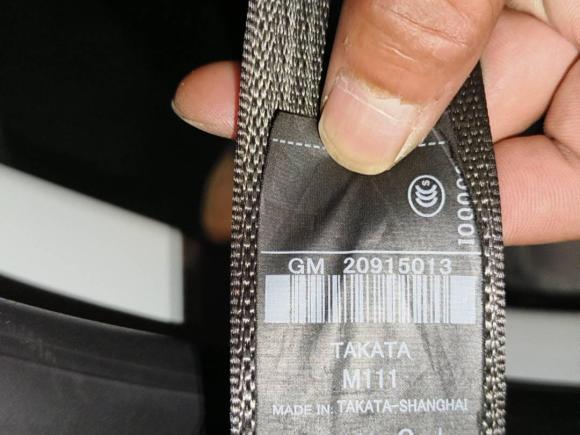 GM 20915013
TAKATA
M111
MADE IN: TAKATA-SHANGHAI